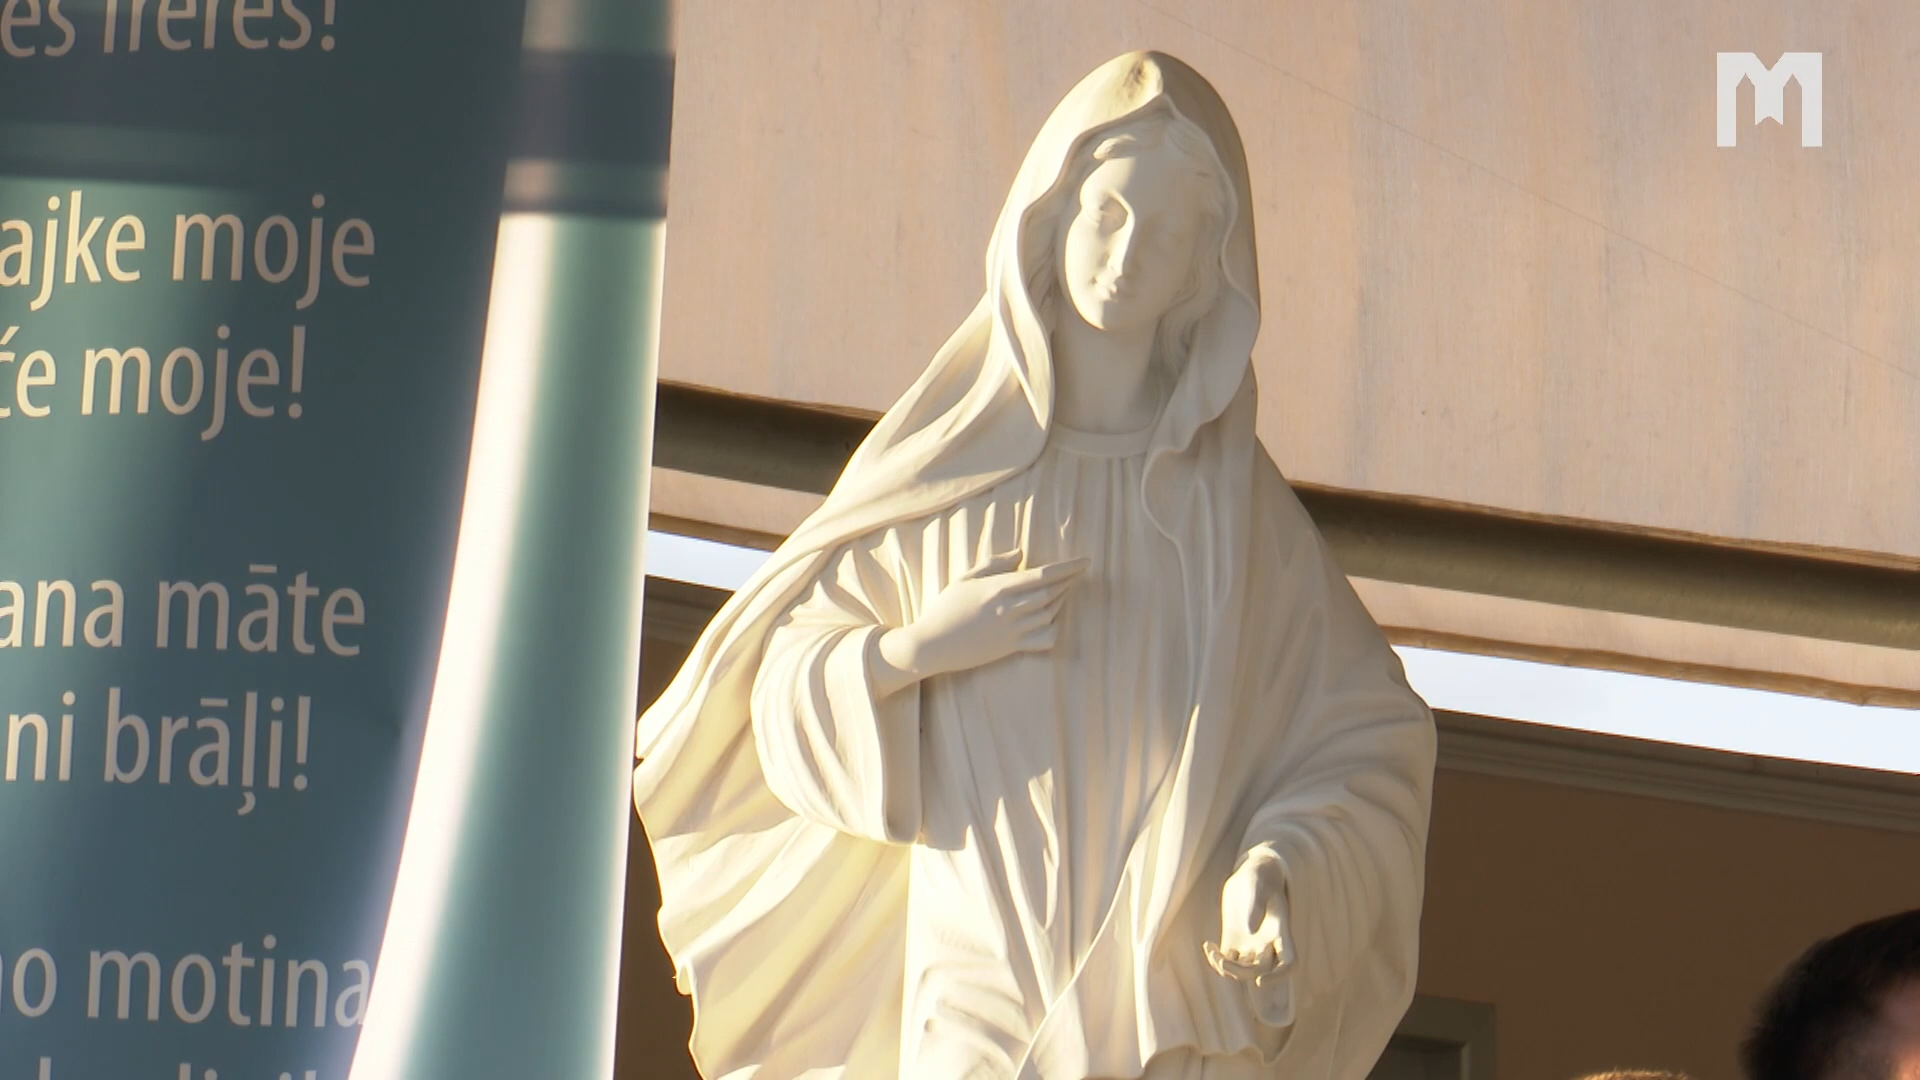 es frères!
ajke moje
će moje!
ana māte
ni brāļi!
no motina
M